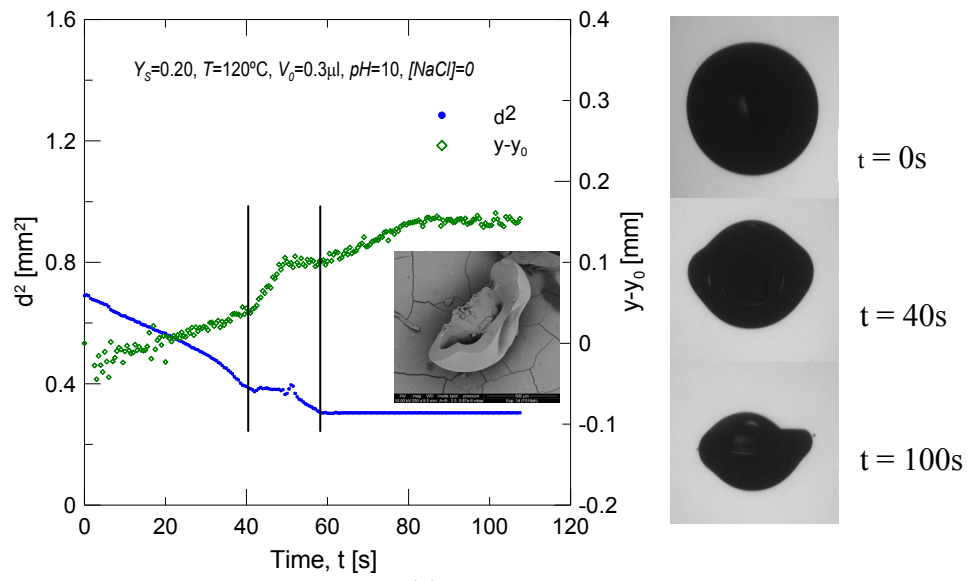 Y_S=0.20, T=120ºC, V_0=0.3µl, pH=10, [NaCl]=0
d²
y-y₀
1.6
1.2
0.8
0.4
0
d² [mm²]
0.4
0.3
0.2
0.1
0
-0.1
-0.2
y-y₀ [mm]
0
20
40
60
80
100
120
Time, t [s]
t = 0s
t = 40s
t = 100s